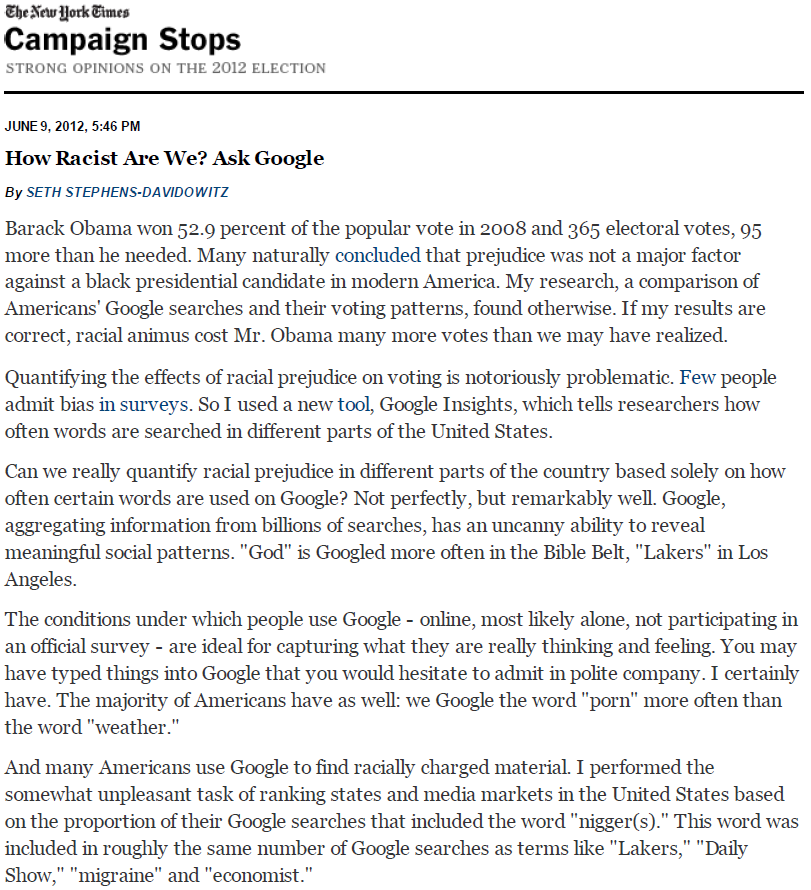 The New York Times
Campaign Stops
STRONG OPINIONS ON THE 2012 ELECTION
JUNE 9, 2012, 5:46 PM
How Racist Are We? Ask Google
By SETH STEPHENS-DAVIDOWITZ
Barack Obama won 52.9 percent of the popular vote in 2008 and 365 electoral votes, 95
more than he needed. Many naturally concluded that prejudice was not a major factor
against a black presidential candidate in modern America. My research, a comparison of
Americans' Google searches and their voting patterns, found otherwise. If my results are
correct, racial animus cost Mr. Obama many more votes than we may have realized.
Quantifying the effects of racial prejudice on voting is notoriously problematic. Few people
admit bias in surveys. So I used a new tool, Google Insights, which tells researchers how
often words are searched in different parts of the United States.
Can we really quantify racial prejudice in different parts of the country based solely on how
often certain words are used on Google? Not perfectly, but remarkably well. Google,
aggregating information from billions of searches, has an uncanny ability to reveal
meaningful social patterns. "God" is Googled more often in the Bible Belt, "Lakers" in Los
Angeles.
The conditions under which people use Google - online, most likely alone, not participating in
an official survey - are ideal for capturing what they are really thinking and feeling. You may
have typed things into Google that you would hesitate to admit in polite company. I certainly
have. The majority of Americans have as well: we Google the word "porn" more often than
the word "weather."
And many Americans use Google to find racially charged material. I performed the
somewhat unpleasant task of ranking states and media markets in the United States based
on the proportion of their Google searches that included the word "nigger(s)." This word was
included in roughly the same number of Google searches as terms like "Lakers," "Daily
Show," "migraine" and "economist."